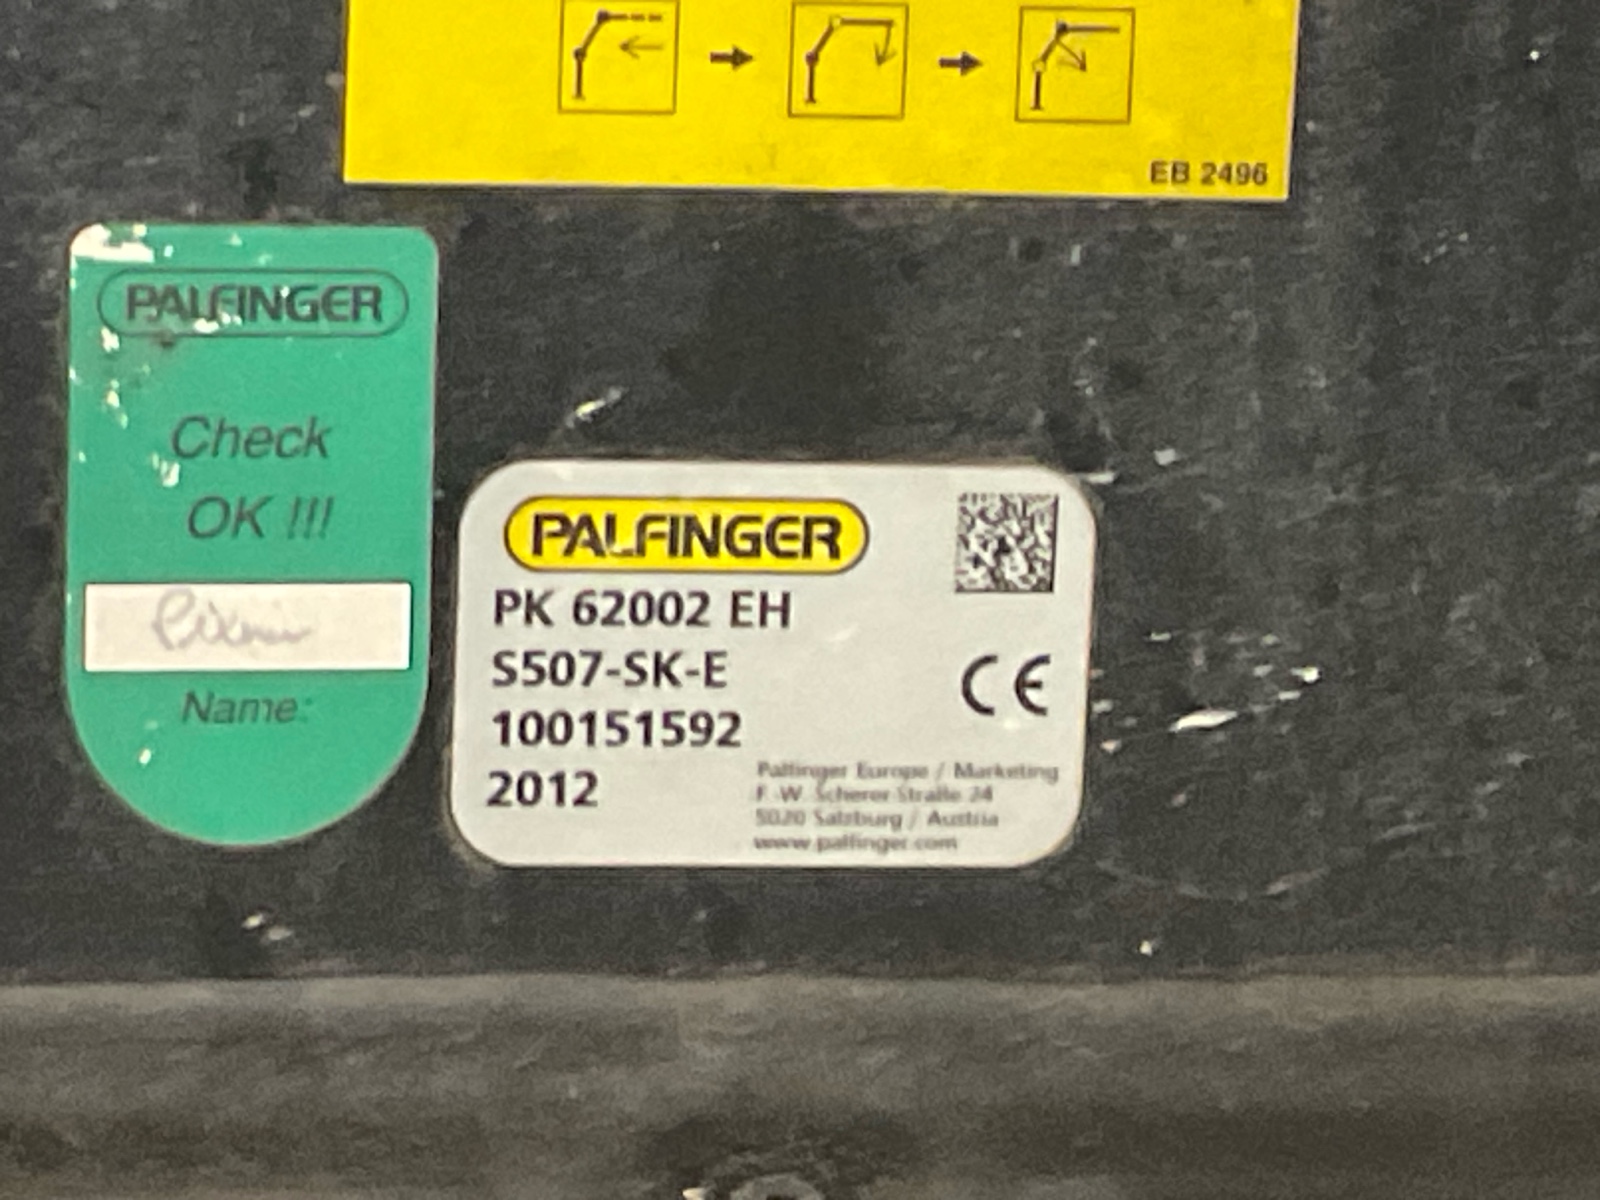 EB 2496
PALFINGER
Check
OK !!!
Name:
PALFINGER
PK 62002 EH
S507-SK-E
100151592
2012
CE
Palfinger Europe / Marketing
F. W. Scherer Straße 24
5020 Salzburg / Austria
www.palfinger.com